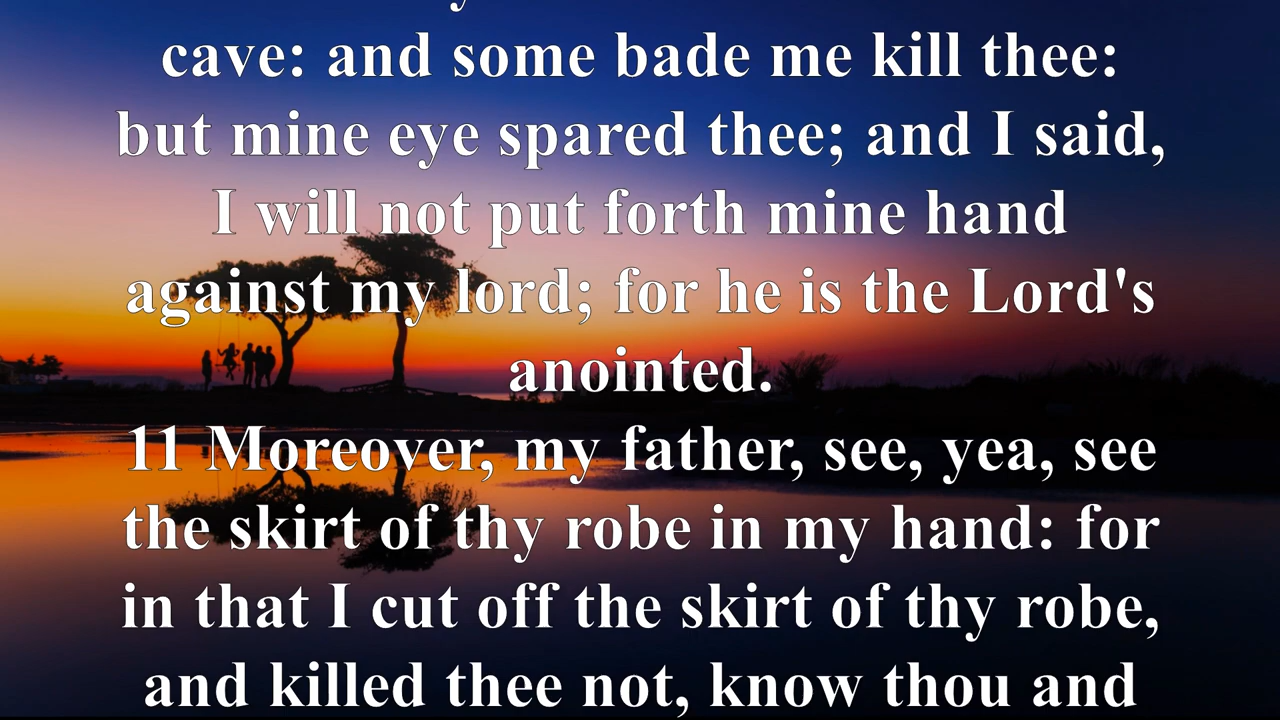 cave: and some bade me kill thee:
but mine eye spared thee; and I said,
I will not put forth mine hand
against my lord; for he is the Lord's
anointed.
11 Moreover, my father, see, yea, see
the skirt of thy robe in my hand: for
in that I cut off the skirt of thy robe,
and killed thee not, know thou and